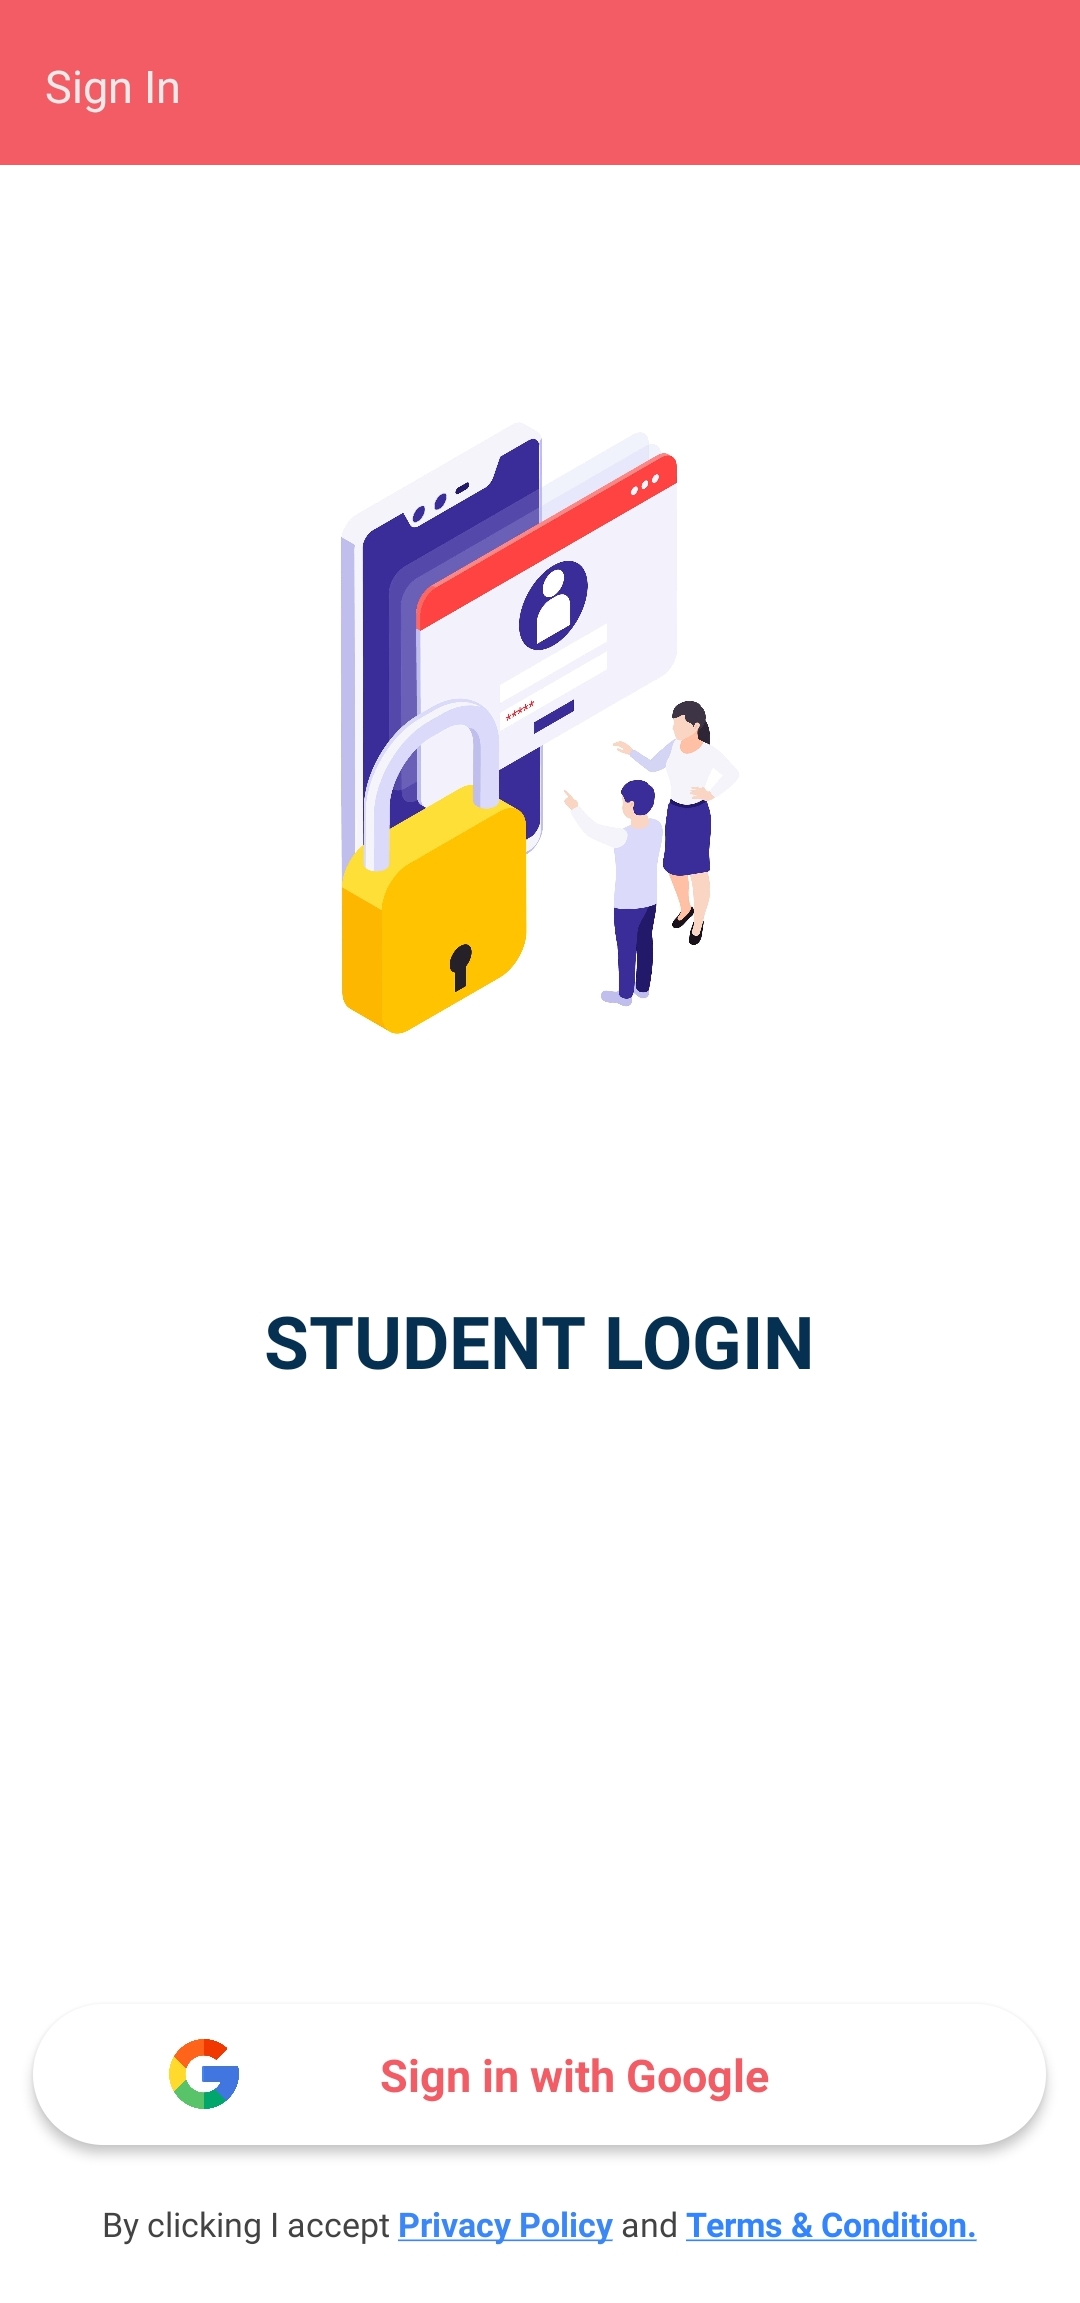 Sign In
*****
STUDENT LOGIN
Sign in with Google
By clicking I accept Privacy Policy and Terms & Condition.